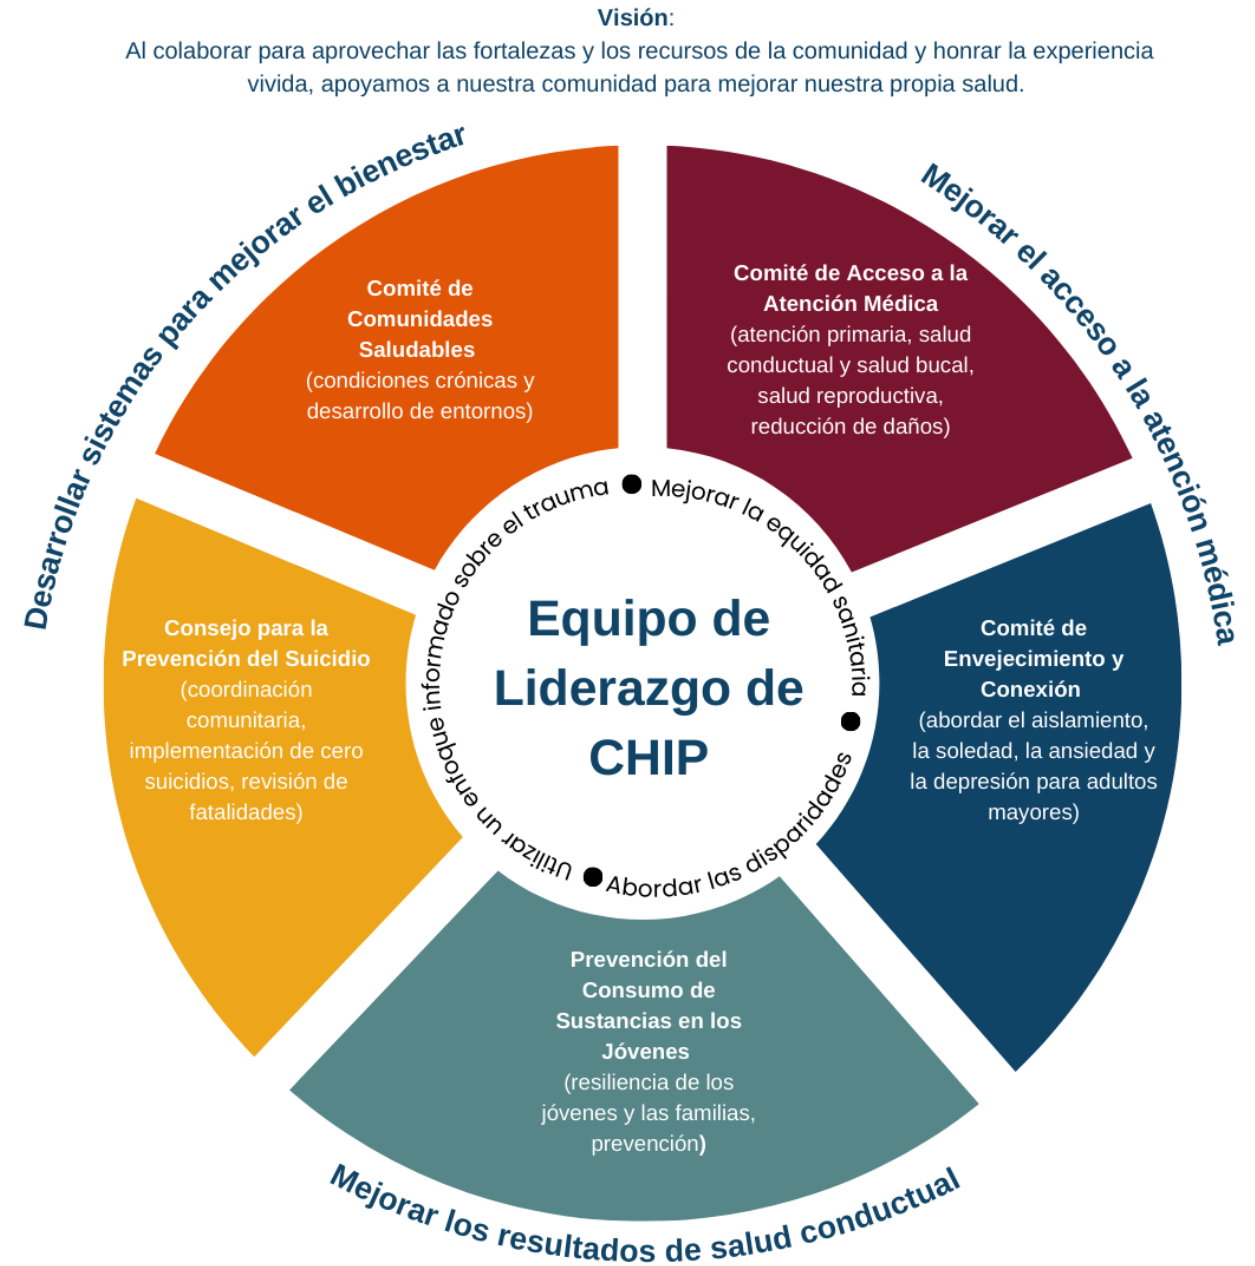 Visión:
Al colaborar para aprovechar las fortalezas y los recursos de la comunidad y honrar la experiencia
vivida, apoyamos a nuestra comunidad para mejorar nuestra propia salud.
Desarrollar sistemas para mejorar el bienestar
Mejorar el acceso a la atención médica
Comité de
Comunidades
Saludables
(condiciones crónicas y
desarrollo de entornos)
Comité de Acceso a la
Atención Médica
(atención primaria, salud
conductual y salud bucal,
salud reproductiva,
reducción de daños)
Utilizar un enfoque informado sobre el trauma
Mejorar la equidad sanitaria
Abordar las disparidades
Equipo de
Liderazgo de
CHIP
Consejo para la
Prevención del Suicidio
(coordinación
comunitaria,
implementación de cero
suicidios, revisión de
fatalidades)
Comité de
Envejecimiento y
Conexión
(abordar el aislamiento,
la soledad, la ansiedad y
la depresión para adultos
mayores)
Prevención del
Consumo de
Sustancias en los
Jóvenes
(resiliencia de los
jóvenes y las familias,
prevención)
Mejorar los resultados de salud conductual